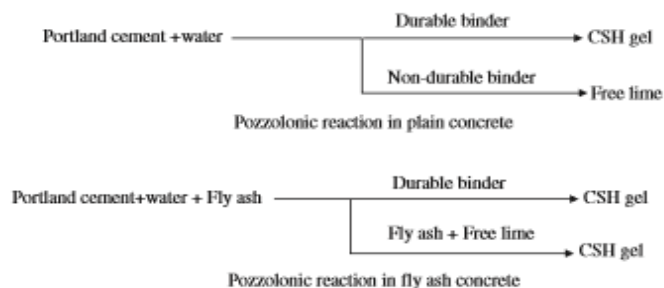 Durable binder
Portland cement +water
CSH gel
Non-durable binder
Free lime
Pozzolonic reaction in plain concrete
Durable binder
Portland cement+water + Fly ash
CSH gel
Fly ash + Free lime
CSH gel
Pozzolonic reaction in fly ash concrete